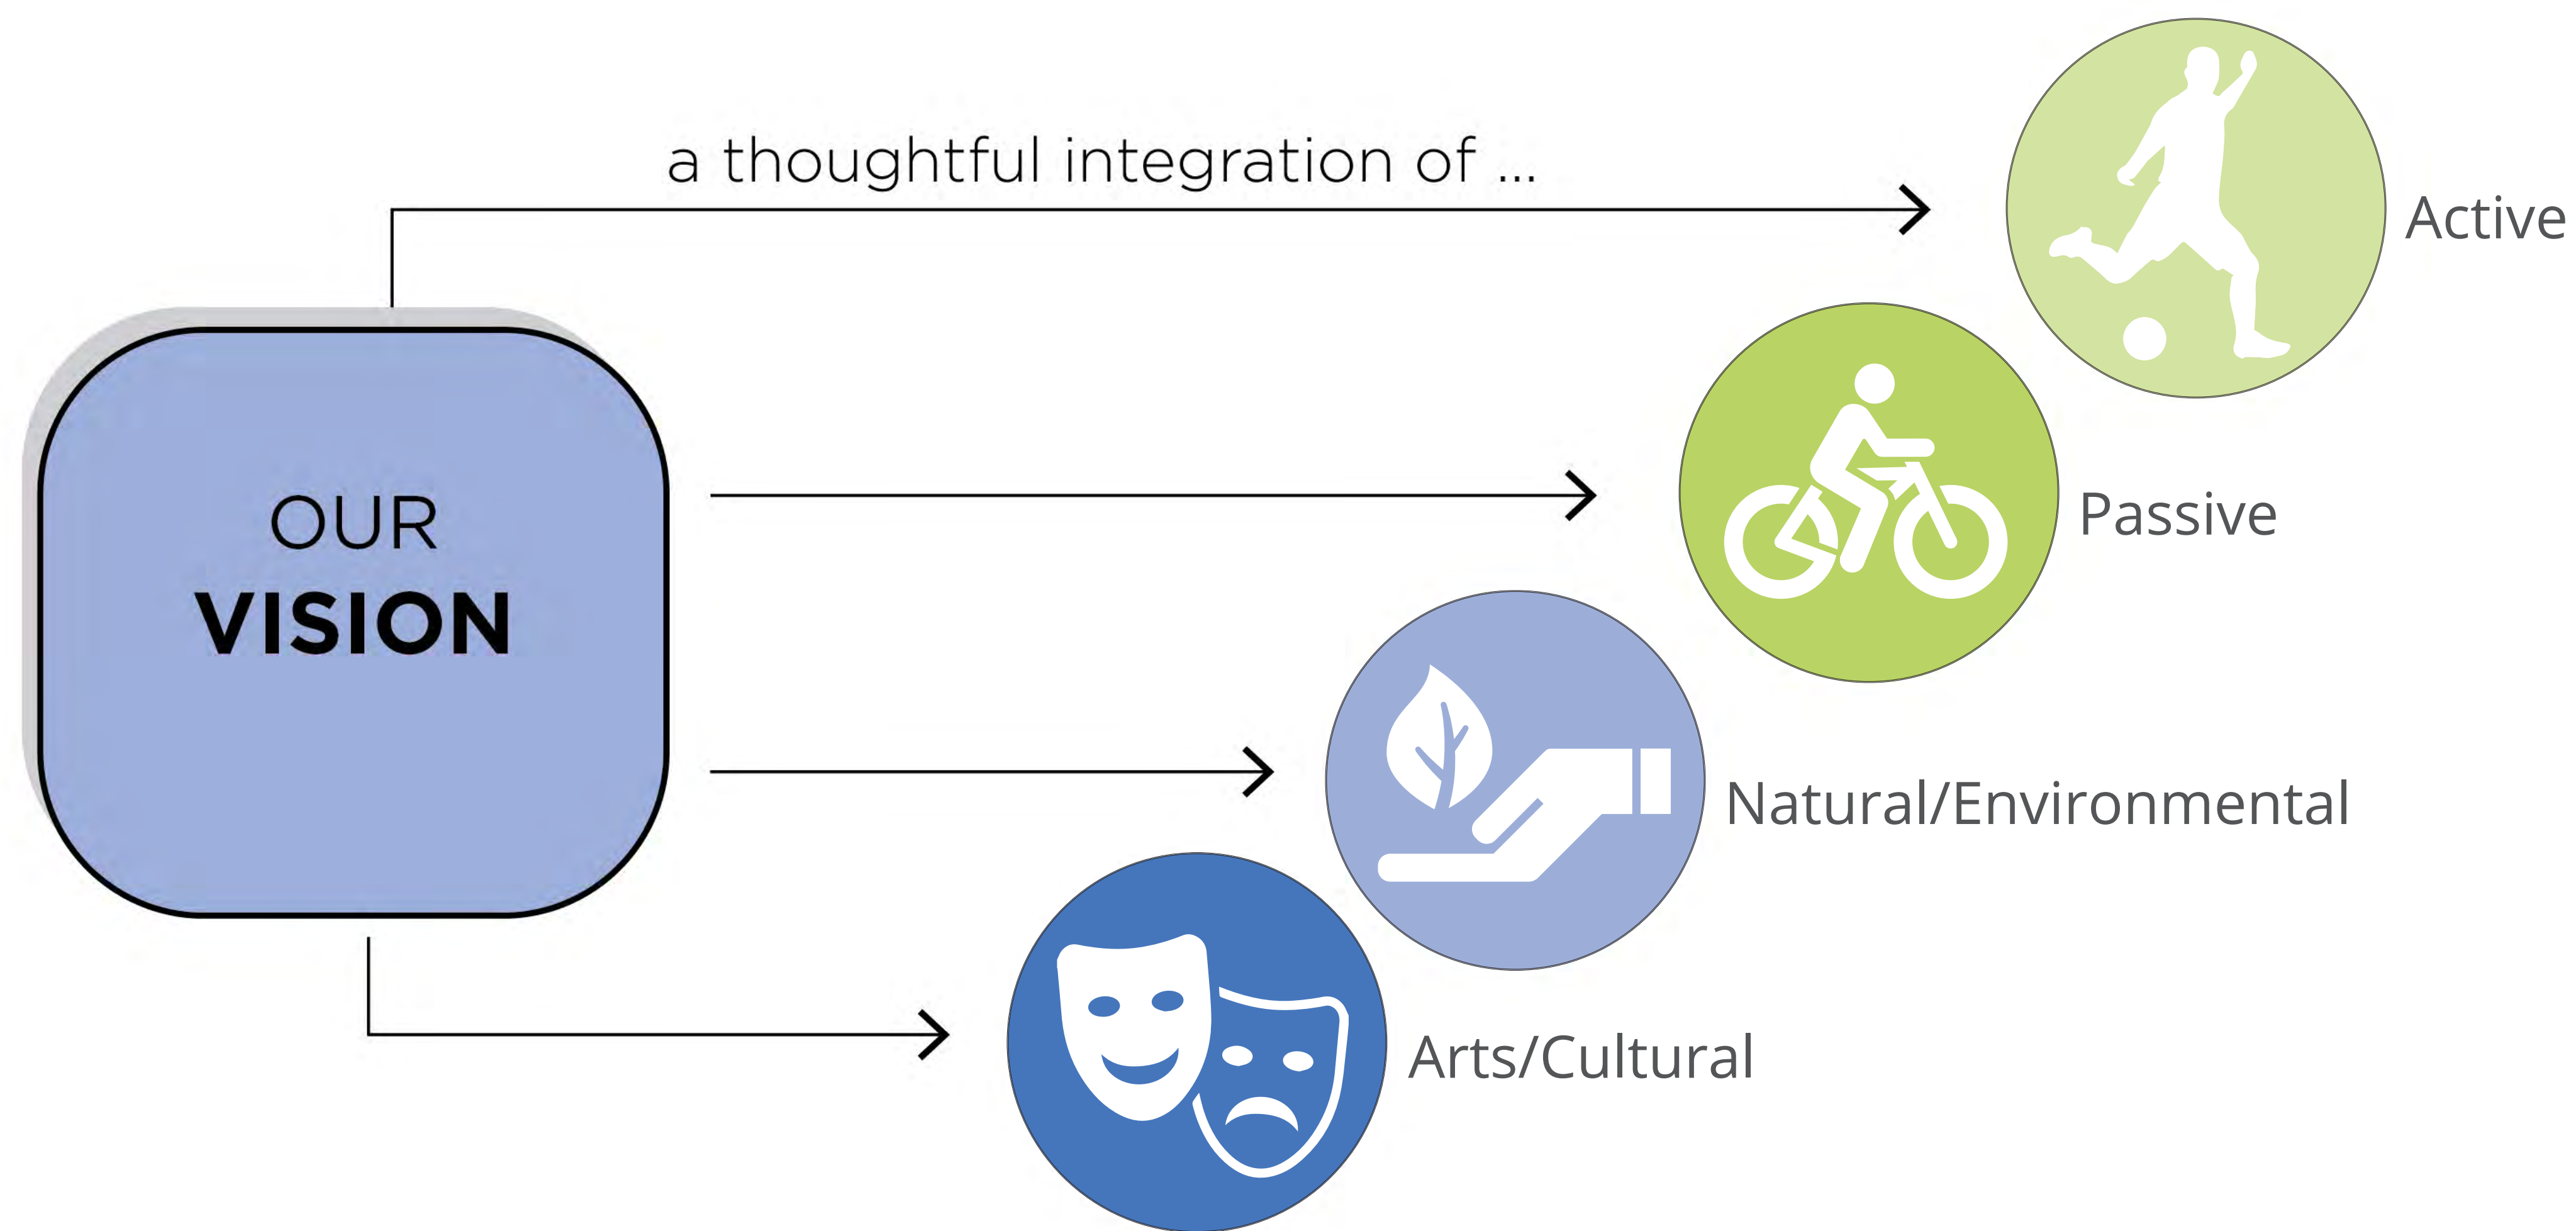 a thoughtful integration of ...
Active
OUR
VISION
Passive
Natural/Environmental
Arts/Cultural